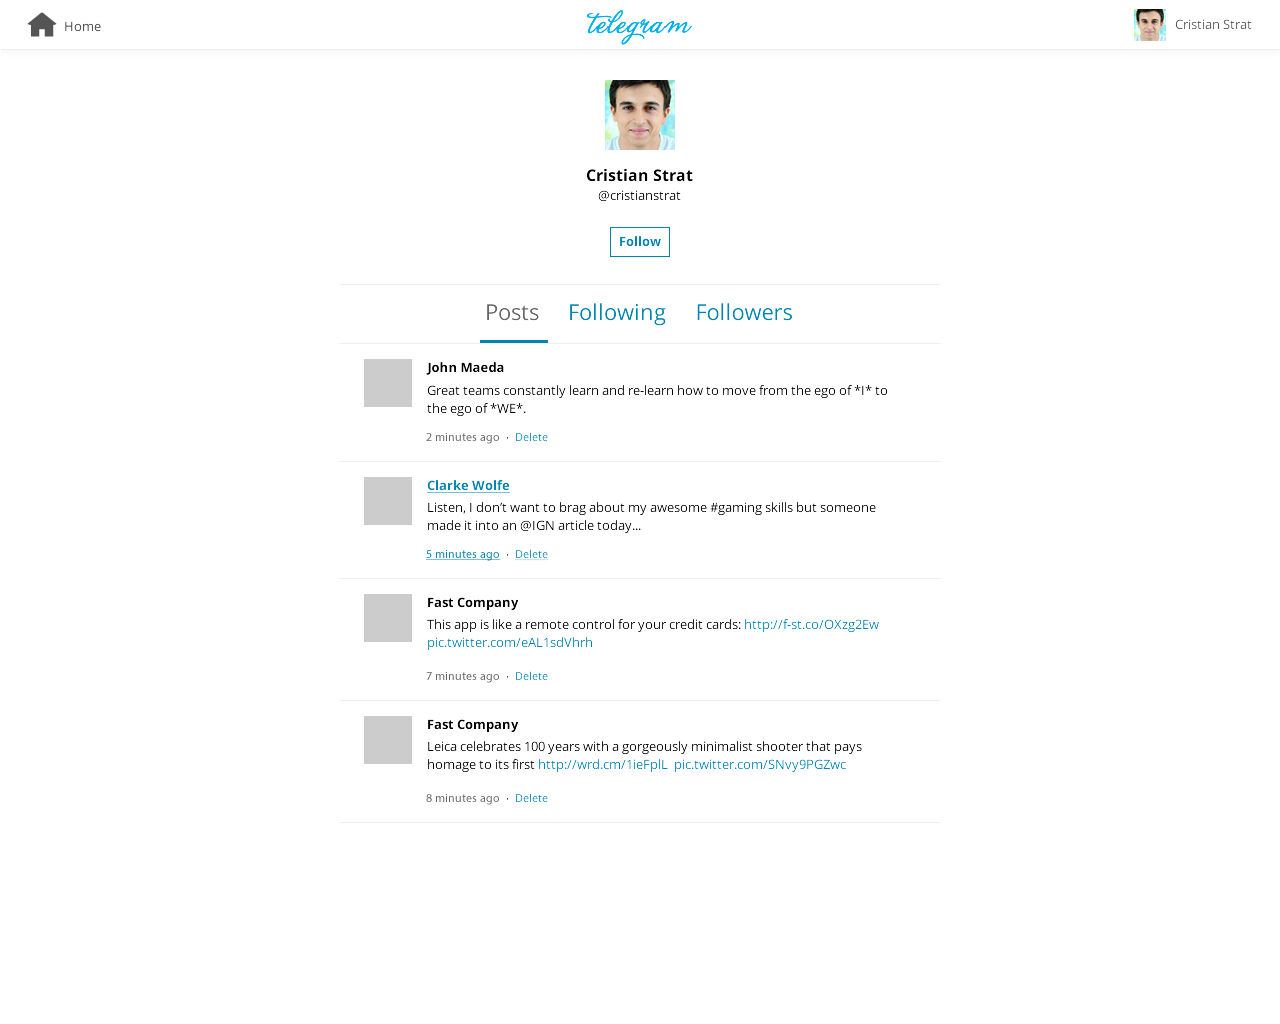 Home
telegram
Cristian Strat
Cristian Strat
@cristianstrat
Follow
Posts Following Followers
John Maeda
Great teams constantly learn and re-learn how to move from the ego of *I* to
the ego of *WE*.
2 minutes ago · Delete
Clarke Wolfe
Listen, I don’t want to brag about my awesome #gaming skills but someone
made it into an @IGN article today...
5 minutes ago · Delete
Fast Company
This app is like a remote control for your credit cards: http://f-st.co/OXzg2Ew
pic.twitter.com/eAL1sdVhrh
7 minutes ago · Delete
Fast Company
Leica celebrates 100 years with a gorgeously minimalist shooter that pays
homage to its first http://wrd.cm/1ieFplL pic.twitter.com/SNvy9PGZwc
8 minutes ago · Delete